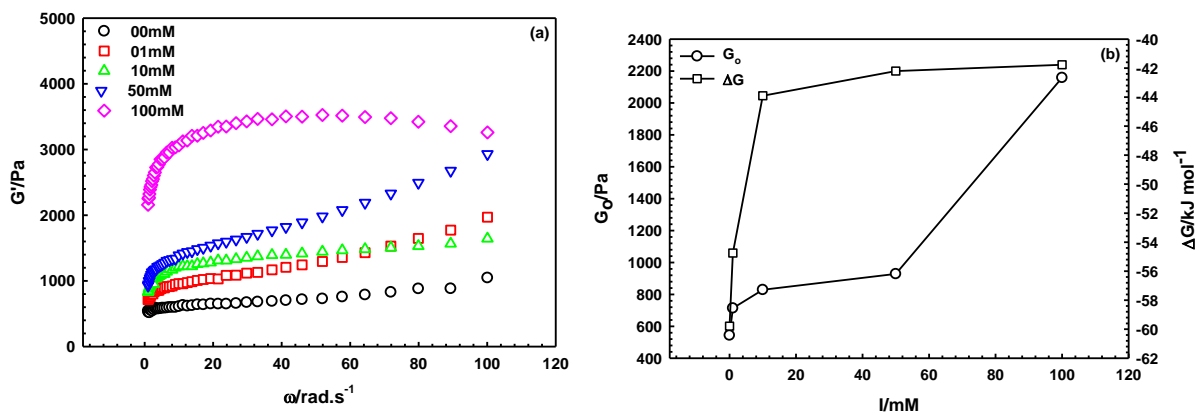 (a)
00mM
01mM
10mM
50mM
100mM
5000
4000
3000
2000
1000
0
G'/Pa
0 20 40 60 80 100 120
ω/rad.s⁻¹
(b)
Gₒ
ΔG
2400
2200
2000
1800
1600
1400
1200
1000
800
600
400
G_O/Pa
-40
-42
-44
-46
-48
-50
-52
-54
-56
-58
-60
-62
ΔG/kJ mol⁻¹
0 20 40 60 80 100 120
I/mM